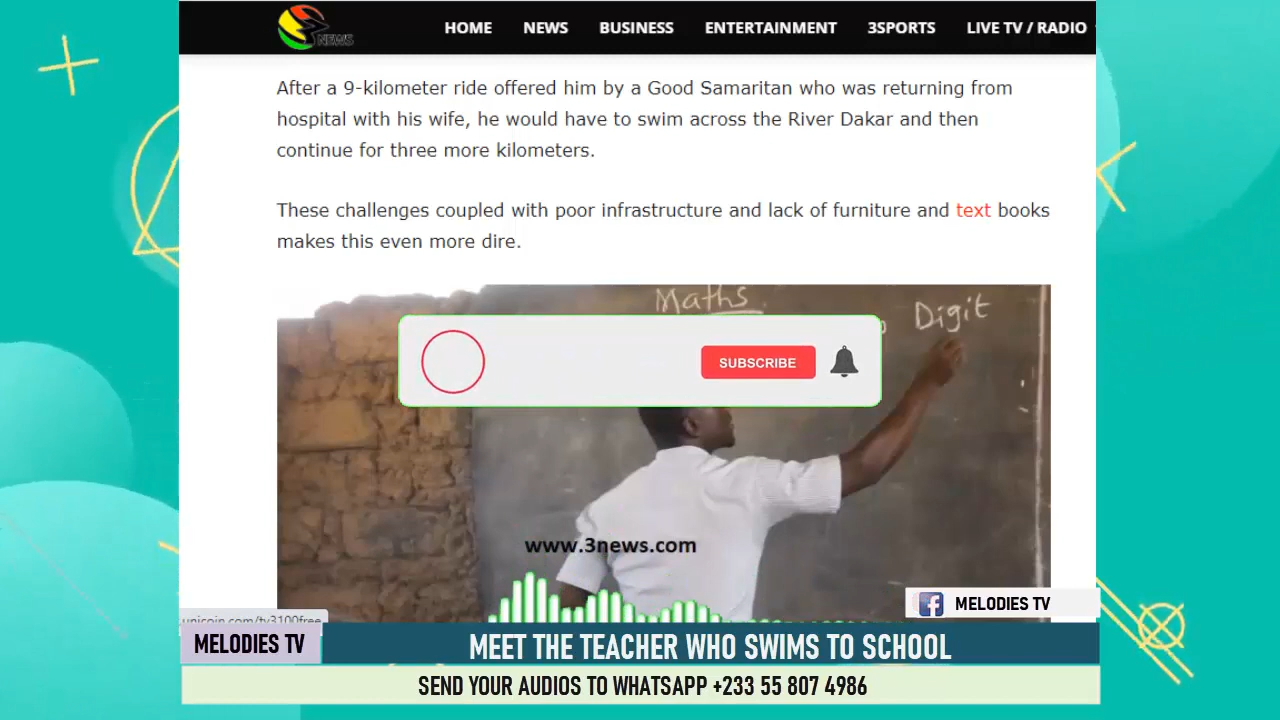 NEWS
HOME NEWS BUSINESS ENTERTAINMENT 3SPORTS LIVE TV / RADIO
After a 9-kilometer ride offered him by a Good Samaritan who was returning from
hospital with his wife, he would have to swim across the River Dakar and then
continue for three more kilometers.
These challenges coupled with poor infrastructure and lack of furniture and text books
makes this even more dire.
Maths
Digit
SUBSCRIBE
www.3news.com
MELODIES TV
unicoin.com/tv3100free
MELODIES TV
MEET THE TEACHER WHO SWIMS TO SCHOOL
SEND YOUR AUDIOS TO WHATSAPP +233 55 807 4986